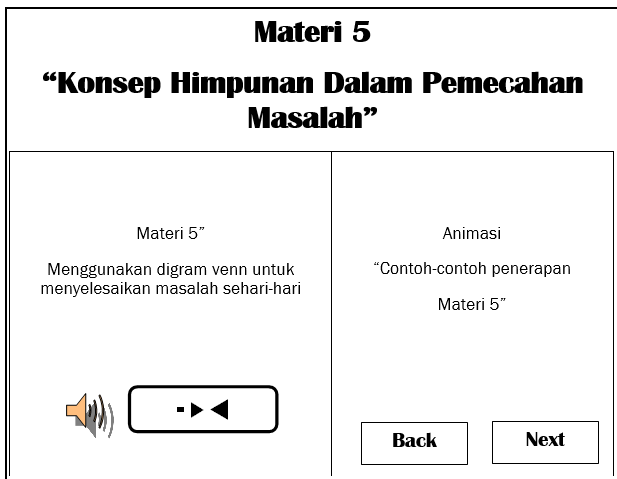 Materi 5
“Konsep Himpunan Dalam Pemecahan
Masalah”
Materi 5”
Menggunakan digram venn untuk
menyelesaikan masalah sehari-hari
Animasi
“Contoh-contoh penerapan
Materi 5”
Back
Next